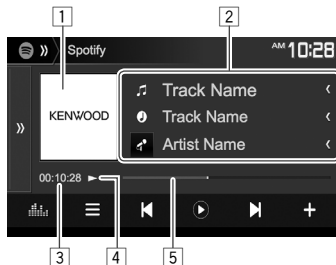 1
2
Spotify
AM 10:28
KENWOOD
Track Name
Track Name
Artist Name
00:10:28
3
4
5